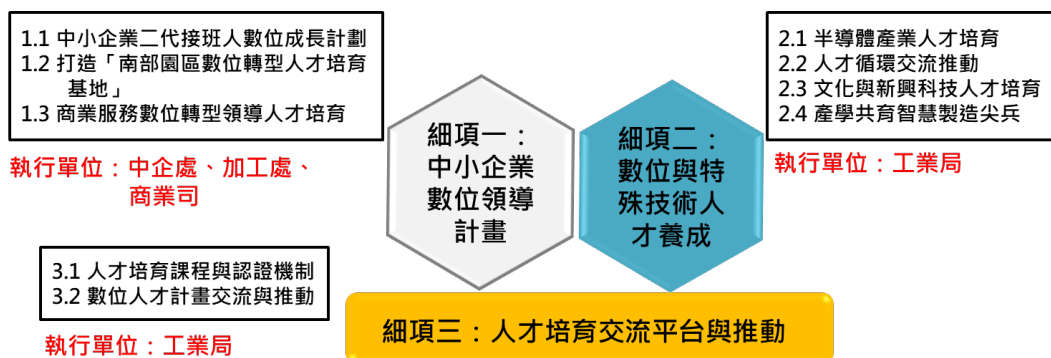 1.1 中小企業二代接班人數位成長計劃
1.2 打造「南部園區數位轉型人才培育
基地」
1.3 商業服務數位轉型領導人才培育
執行單位：中企處、加工處、
商業司
細項一：
中小企業
數位領導
計畫
細項二：
數位與特
殊技術人
才養成
2.1 半導體產業人才培育
2.2 人才循環交流推動
2.3 文化與新興科技人才培育
2.4 產學共育智慧製造尖兵
執行單位：工業局
3.1 人才培育課程與認證機制
3.2 數位人才計畫交流與推動
執行單位：工業局
細項三：人才培育交流平台與推動